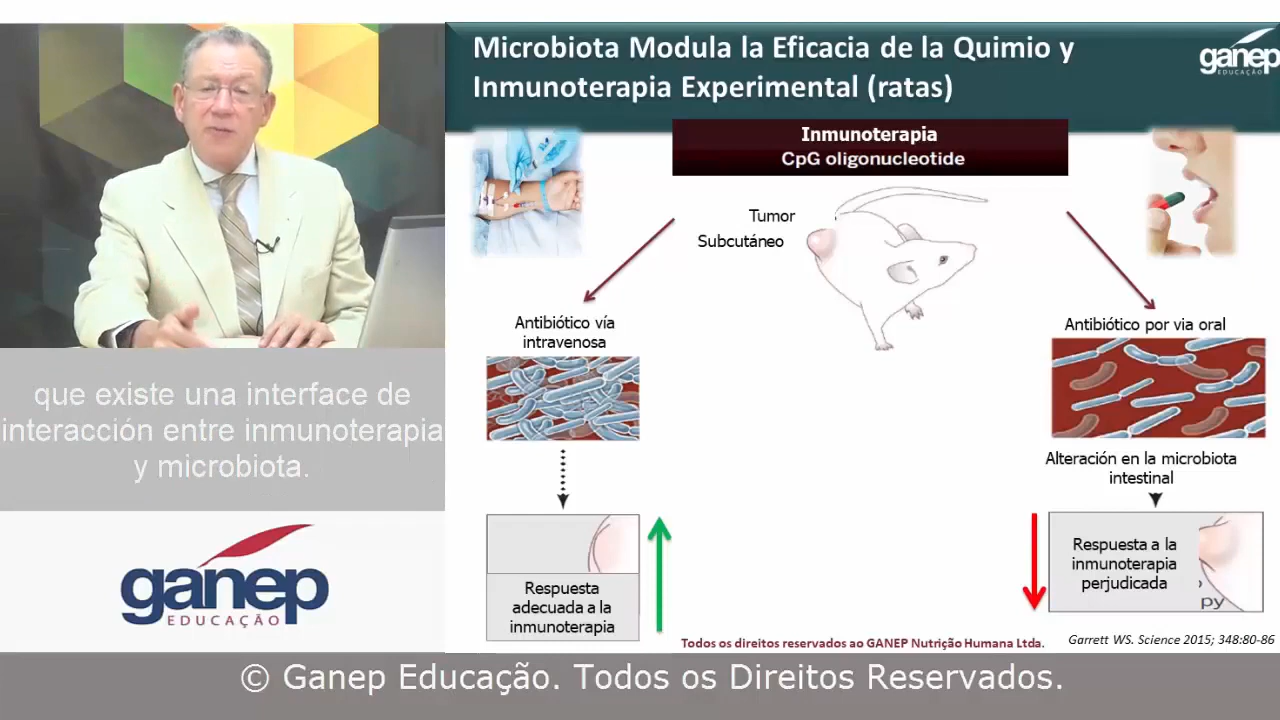 Microbiota Modula la Eficacia de la Quimio y
Inmunoterapia Experimental (ratas)
ganep
EDUCAÇÃO
Inmunoterapia
CpG oligonucleotide
Tumor
Subcutáneo
Antibiótico vía
intravenosa
Antibiótico por via oral
Alteración en la microbiota
intestinal
Respuesta
adecuada a la
inmunoterapia
Respuesta a la
inmunoterapia
perjudicada
py
Todos os direitos reservados ao GANEP Nutrição Humana Ltda.
Garrett WS. Science 2015; 348:80-86
que existe una interface de
interacción entre inmunoterapia
y microbiota.
ganep
EDUCAÇÃO
© Ganep Educação. Todos os Direitos Reservados.